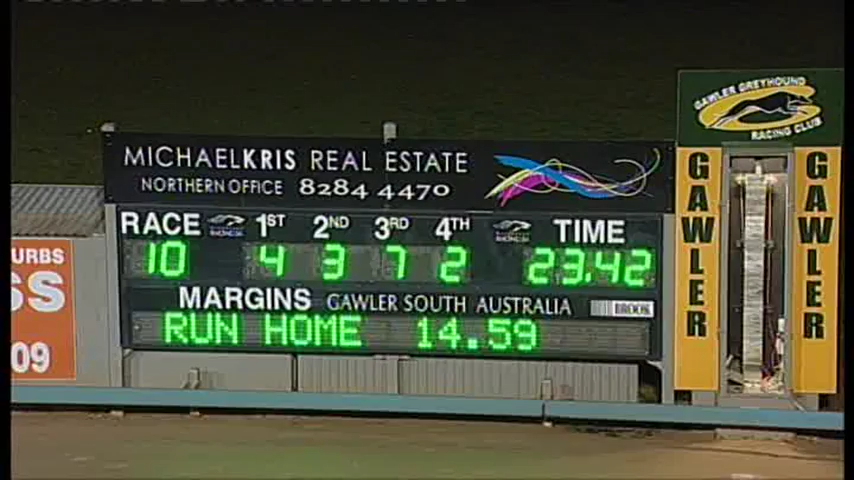 GAWLER GREYHOUND
RACING CLUB
MICHAELKRIS REAL ESTATE
NORTHERN OFFICE 8284 4470
RACE 1ST 2ND 3RD 4TH TIME
10 4 3 7 2 23.42
MARGINS GAWLER SOUTH AUSTRALIA
RUN HOME 14.59
GAWLER
GAWLER
URBS
SS
09